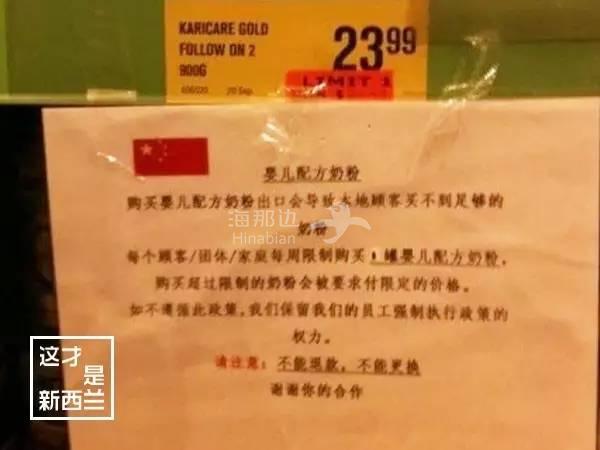 KARICARE GOLD
FOLLOW ON 2
900G
23.99
20 Sep
LIMIT 1
婴儿配方奶粉
购买婴儿配方奶粉出口会导致本地顾客买不到足够的
奶粉
海那边
Hinabian
每个顾客/团体/家庭每周限制购买 罐婴儿配方奶粉,
购买超过限制的奶粉会被要求付限定的价格。
如不遵循此政策,我们保留我们的员工强制执行政策的
权力。
请注意: 不能退款,不能更换
谢谢你的合作
这才
是
新西兰